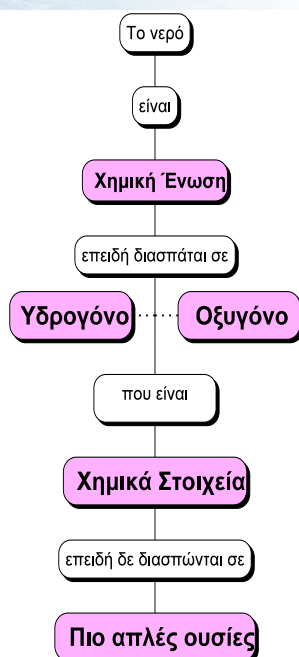 Το νερό
είναι
Χημική Ένωση
επειδή διασπάται σε
Υδρογόνο Οξυγόνο
που είναι
Χημικά Στοιχεία
επειδή δε διασπώνται σε
Πιο απλές ουσίες